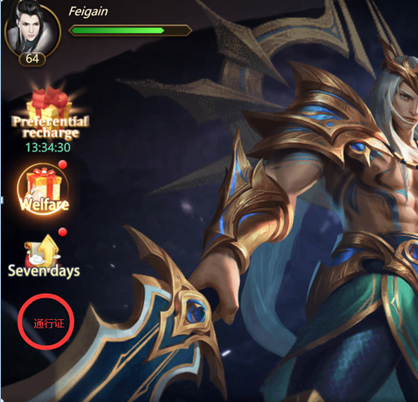 Feigain
64
Preferential
recharge
13:34:30
Welfare
Seven days
通行证